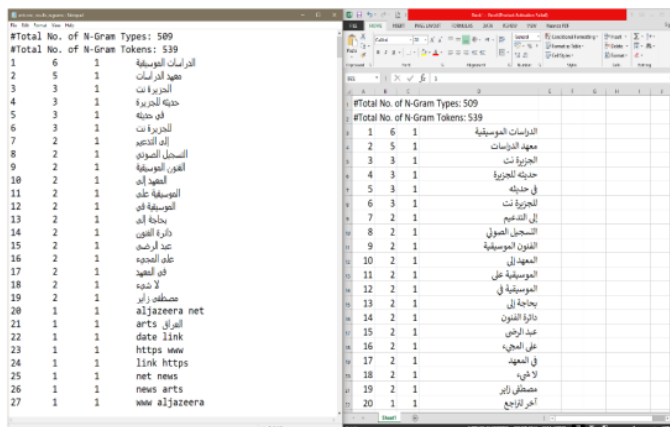 #Total No. of N-Gram Types: 509
#Total No. of N-Gram Tokens: 539
1 6 1 الدراسات الموسيقية
2 5 1 معهد الدراسات
3 3 1 الجزيرة نت
4 3 1 حديثه للجزيرة
5 3 1 في حديثه
6 3 1 للجزيرة نت
7 2 1 إلى التدعيم
8 2 1 التسجيل الصوتي
9 2 1 الفنون الموسيقية
10 2 1 المعهد إلى
11 2 1 الموسيقية على
12 2 1 الموسيقية في
13 2 1 بحاجة إلى
14 2 1 دائرة الفنون
15 2 1 عبد الرضى
16 2 1 على المجيء
17 2 1 في المعهد
18 2 1 لا شيء
19 2 1 مصطفى زاير
20 1 1 aljazeera net
21 1 1 arts العراق
22 1 1 date link
23 1 1 https www
24 1 1 link https
25 1 1 net news
26 1 1 news arts
27 1 1 www aljazeera
FILE HOME INSERT PAGE LAYOUT FORMULAS DATA REVIEW VIEW
#Total No. of N-Gram Types: 509
#Total No. of N-Gram Tokens: 539
1 6 1 الدراسات الموسيقية
2 5 1 معهد الدراسات
3 3 1 الجزيرة نت
4 3 1 حديثه للجزيرة
5 3 1 في حديثه
6 3 1 للجزيرة نت
7 2 1 إلى التدعيم
8 2 1 التسجيل الصوتي
9 2 1 الفنون الموسيقية
10 2 1 المعهد إلى
11 2 1 الموسيقية على
12 2 1 الموسيقية في
13 2 1 بحاجة إلى
14 2 1 دائرة الفنون
15 2 1 عبد الرضى
16 2 1 على المجيء
17 2 1 في المعهد
18 2 1 لا شيء
19 2 1 مصطفى زاير
20 1 1 آخر
Sheet1